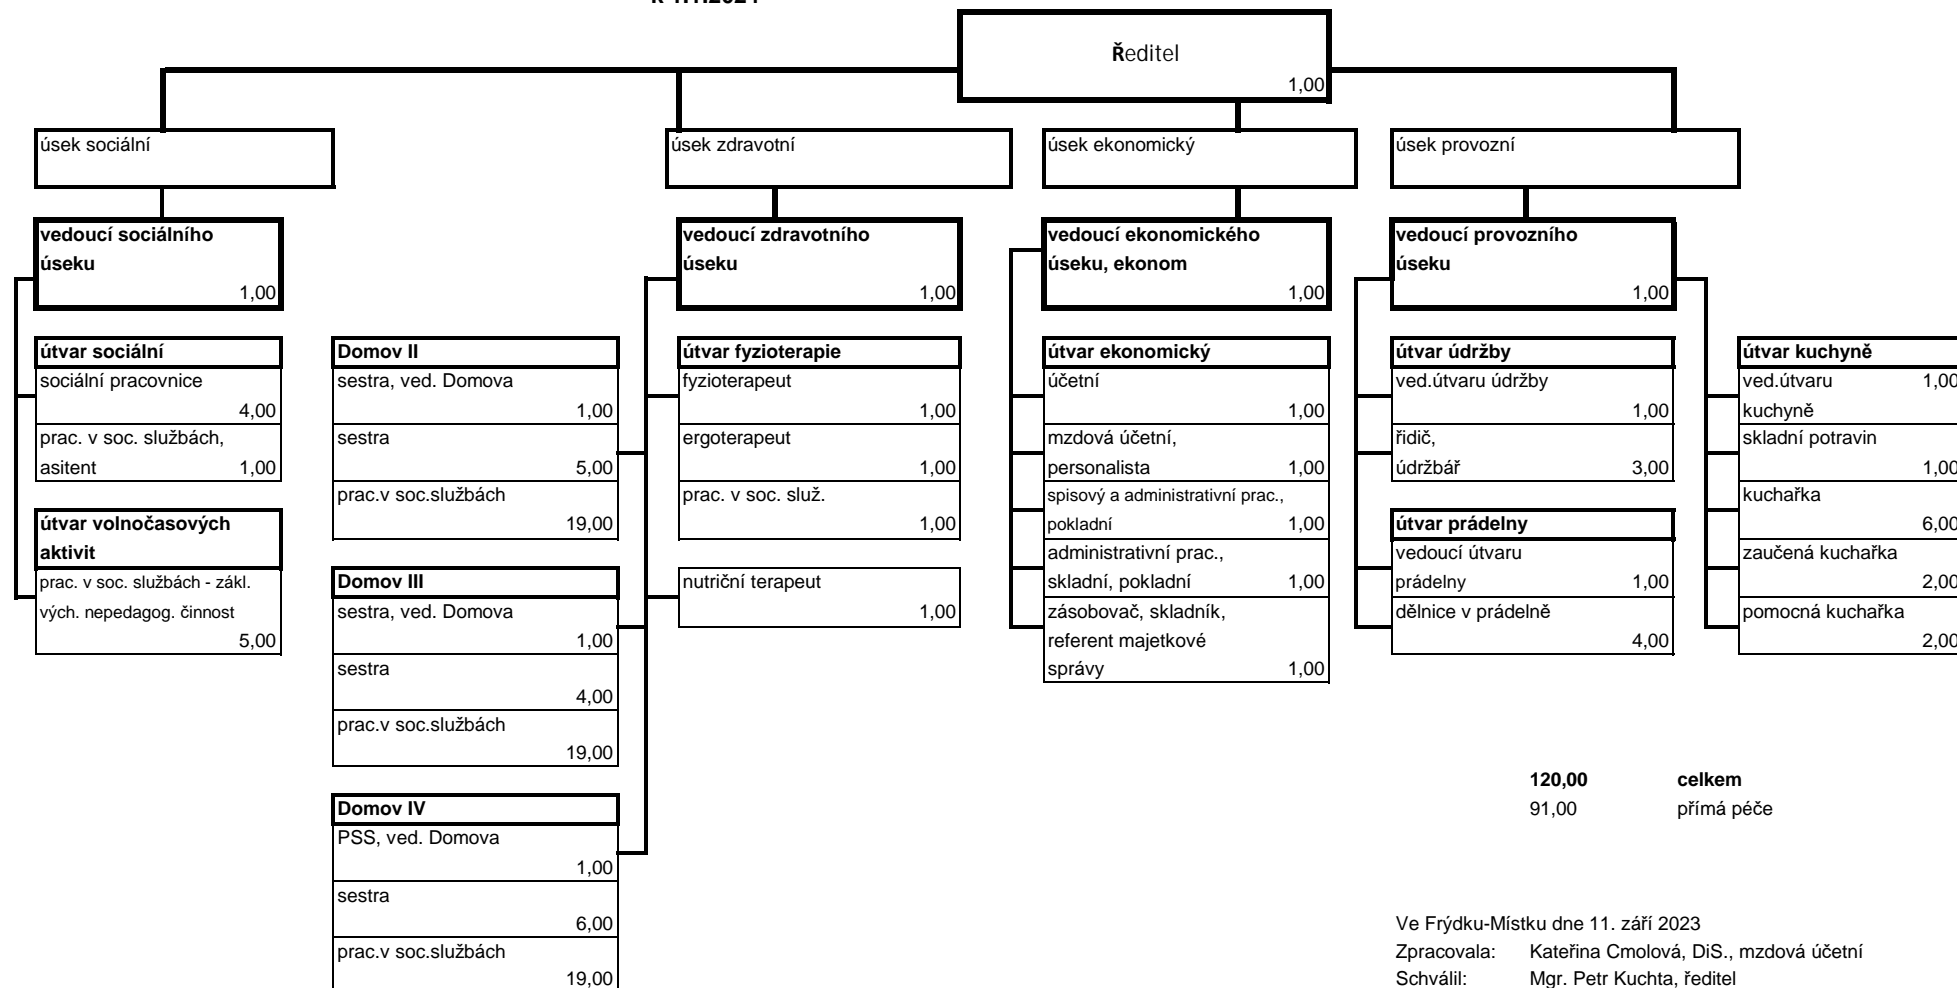 Ředitel
1,00
úsek sociální
úsek zdravotní
úsek ekonomický
úsek provozní
vedoucí sociálního
úseku
1,00
vedoucí zdravotního
úseku
1,00
vedoucí ekonomického
úseku, ekonom
1,00
vedoucí provozního
úseku
1,00
útvar sociální
sociální pracovnice
4,00
prac. v soc. službách,
asitent 1,00
útvar volnočasových
aktivit
prac. v soc. službách - zákl.
vých. nepedagog. činnost
5,00
Domov II
sestra, ved. Domova
1,00
sestra
5,00
prac.v soc.službách
19,00
Domov III
sestra, ved. Domova
1,00
sestra
4,00
prac.v soc.službách
19,00
Domov IV
PSS, ved. Domova
1,00
sestra
6,00
prac.v soc.službách
19,00
útvar fyzioterapie
fyzioterapeut
1,00
ergoterapeut
1,00
prac. v soc. služ.
1,00
nutriční terapeut
1,00
útvar ekonomický
účetní
1,00
mzdová účetní,
personalista 1,00
spisový a administrativní prac.,
pokladní 1,00
administrativní prac.,
skladní, pokladní 1,00
zásobovač, skladník,
referent majetkové
správy 1,00
útvar údržby
ved.útvaru údržby
1,00
řidič,
údržbář 3,00
útvar prádelny
vedoucí útvaru
prádelny 1,00
dělnice v prádelně
4,00
útvar kuchyně
ved.útvaru 1,00
kuchyně
skladní potravin
1,00
kuchařka
6,00
zaučená kuchařka
2,00
pomocná kuchařka
2,00
120,00 celkem
91,00 přímá péče
Ve Frýdku-Místku dne 11. září 2023
Zpracovala: Kateřina Cmolová, DiS., mzdová účetní
Schválil: Mgr. Petr Kuchta, ředitel